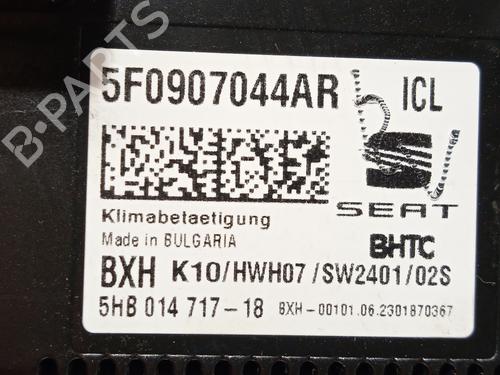 5F0907044AR ICL
SEAT
Klimabetaetigung
Made in BULGARIA
BHTC
BXH K10/HWH07/SW2401/02S
5HB 014 717-18 BXH-00101.06.2301870367
B-PARTS